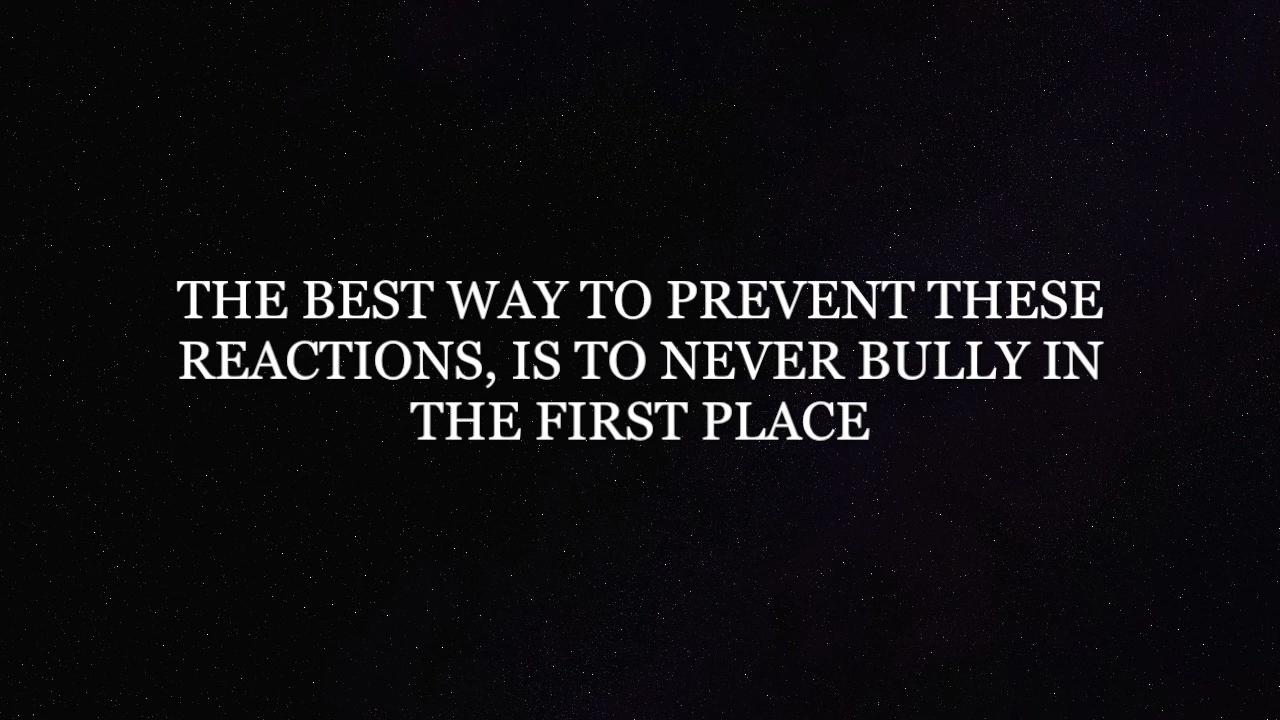 THE BEST WAY TO PREVENT THESE
REACTIONS, IS TO NEVER BULLY IN
THE FIRST PLACE